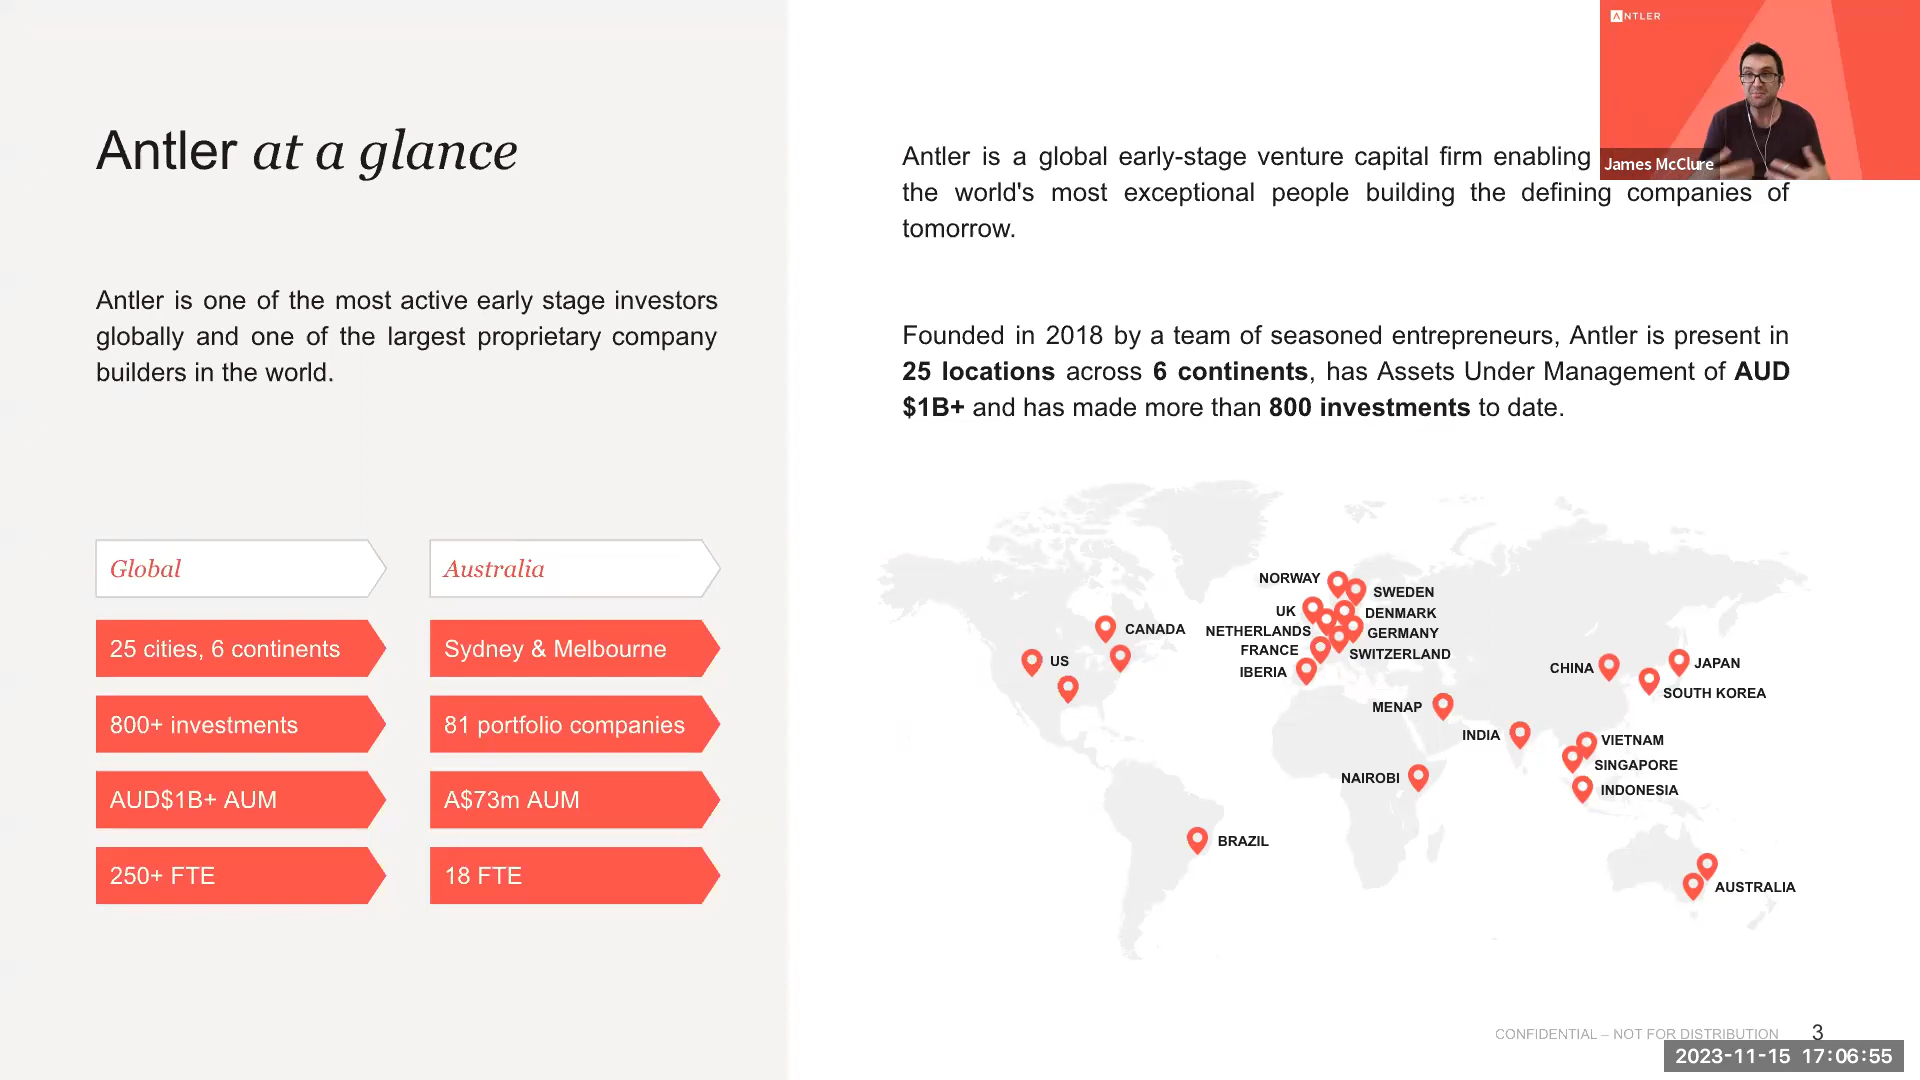 Antler at a glance
Antler is one of the most active early stage investors
globally and one of the largest proprietary company
builders in the world.
Global
25 cities, 6 continents
800+ investments
AUD$1B+ AUM
250+ FTE
Australia
Sydney & Melbourne
81 portfolio companies
A$73m AUM
18 FTE
Antler is a global early-stage venture capital firm enabling
the world's most exceptional people building the defining companies of
tomorrow.
Founded in 2018 by a team of seasoned entrepreneurs, Antler is present in
25 locations across 6 continents, has Assets Under Management of AUD
$1B+ and has made more than 800 investments to date.
NORWAY
SWEDEN
UK
DENMARK
NETHERLANDS
GERMANY
FRANCE
SWITZERLAND
IBERIA
CANADA
US
CHINA
JAPAN
SOUTH KOREA
MENAP
INDIA
VIETNAM
SINGAPORE
INDONESIA
NAIROBI
BRAZIL
AUSTRALIA
ANTLER
James McClure
CONFIDENTIAL – NOT FOR DISTRIBUTION
3
2023-11-15 17:06:55